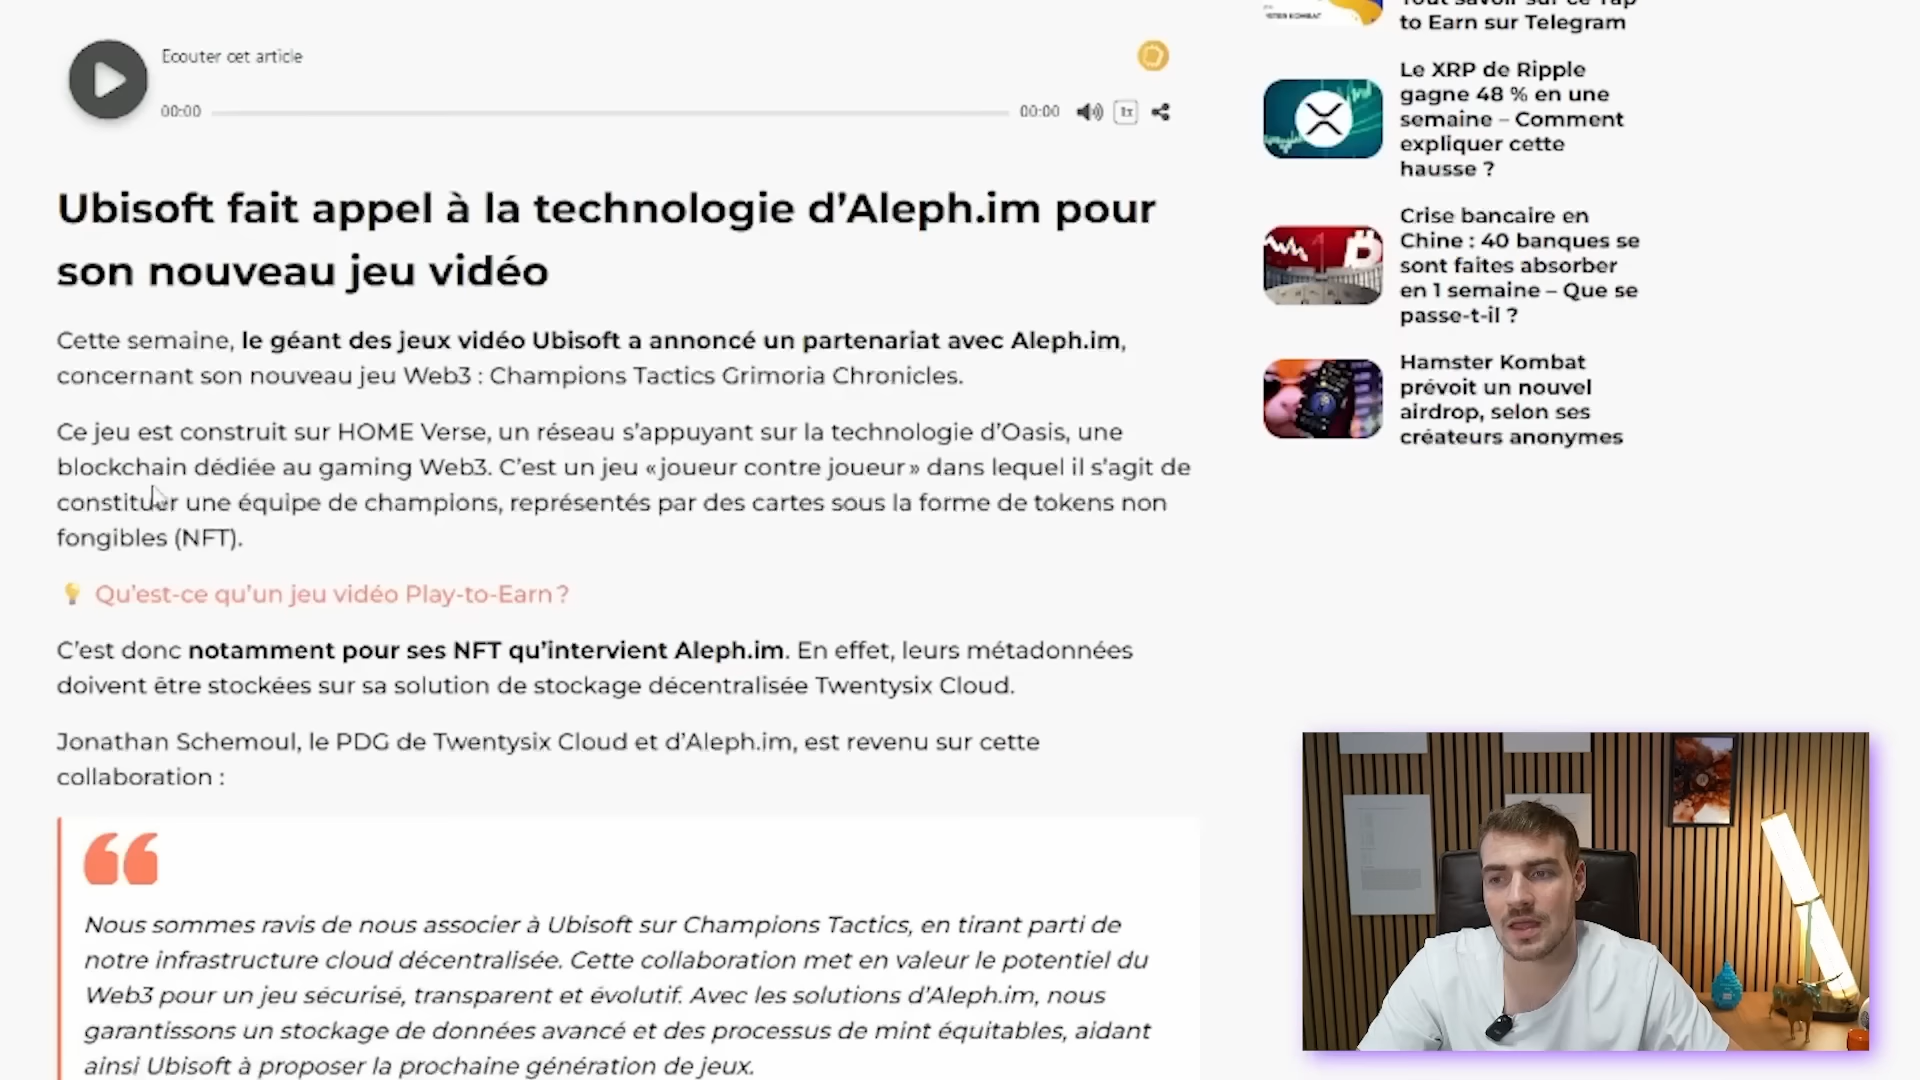 Ecouter cet article
00:00
00:00
1x
Ubisoft fait appel à la technologie d’Aleph.im pour
son nouveau jeu vidéo
Cette semaine, le géant des jeux vidéo Ubisoft a annoncé un partenariat avec Aleph.im,
concernant son nouveau jeu Web3 : Champions Tactics Grimoria Chronicles.
Ce jeu est construit sur HOME Verse, un réseau s’appuyant sur la technologie d’Oasis, une
blockchain dédiée au gaming Web3. C’est un jeu « joueur contre joueur » dans lequel il s’agit de
constituer une équipe de champions, représentés par des cartes sous la forme de tokens non
fongibles (NFT).
💡 Qu’est-ce qu’un jeu vidéo Play-to-Earn ?
C’est donc notamment pour ses NFT qu’intervient Aleph.im. En effet, leurs métadonnées
doivent être stockées sur sa solution de stockage décentralisée Twentysix Cloud.
Jonathan Schemoul, le PDG de Twentysix Cloud et d’Aleph.im, est revenu sur cette
collaboration :
Nous sommes ravis de nous associer à Ubisoft sur Champions Tactics, en tirant parti de
notre infrastructure cloud décentralisée. Cette collaboration met en valeur le potentiel du
Web3 pour un jeu sécurisé, transparent et évolutif. Avec les solutions d’Aleph.im, nous
garantissons un stockage de données avancé et des processus de mint équitables, aidant
ainsi Ubisoft à proposer la prochaine génération de jeux.
Tout savoir sur ce Tap
to Earn sur Telegram
Le XRP de Ripple
gagne 48 % en une
semaine – Comment
expliquer cette
hausse ?
Crise bancaire en
Chine : 40 banques se
sont faites absorber
en 1 semaine – Que se
passe-t-il ?
Hamster Kombat
prévoit un nouvel
airdrop, selon ses
créateurs anonymes